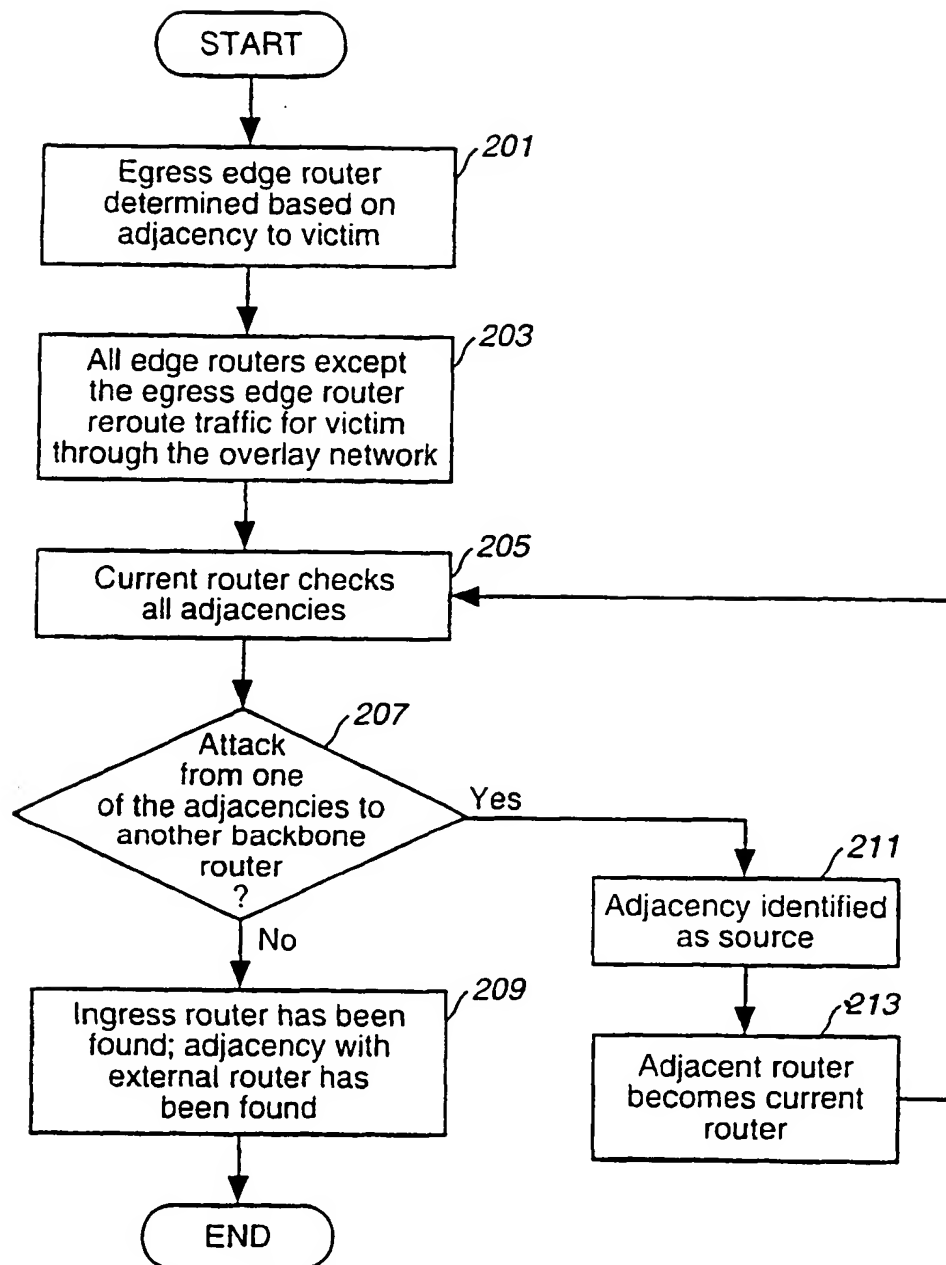 START
201
Egress edge router
determined based on
adjacency to victim
203
All edge routers except
the egress edge router
reroute traffic for victim
through the overlay network
205
Current router checks
all adjacencies
207
Attack
from one
of the adjacencies to
another backbone
router
?
Yes
No
211
Adjacency identified
as source
209
Ingress router has been
found; adjacency with
external router has
been found
213
Adjacent router
becomes current
router
END